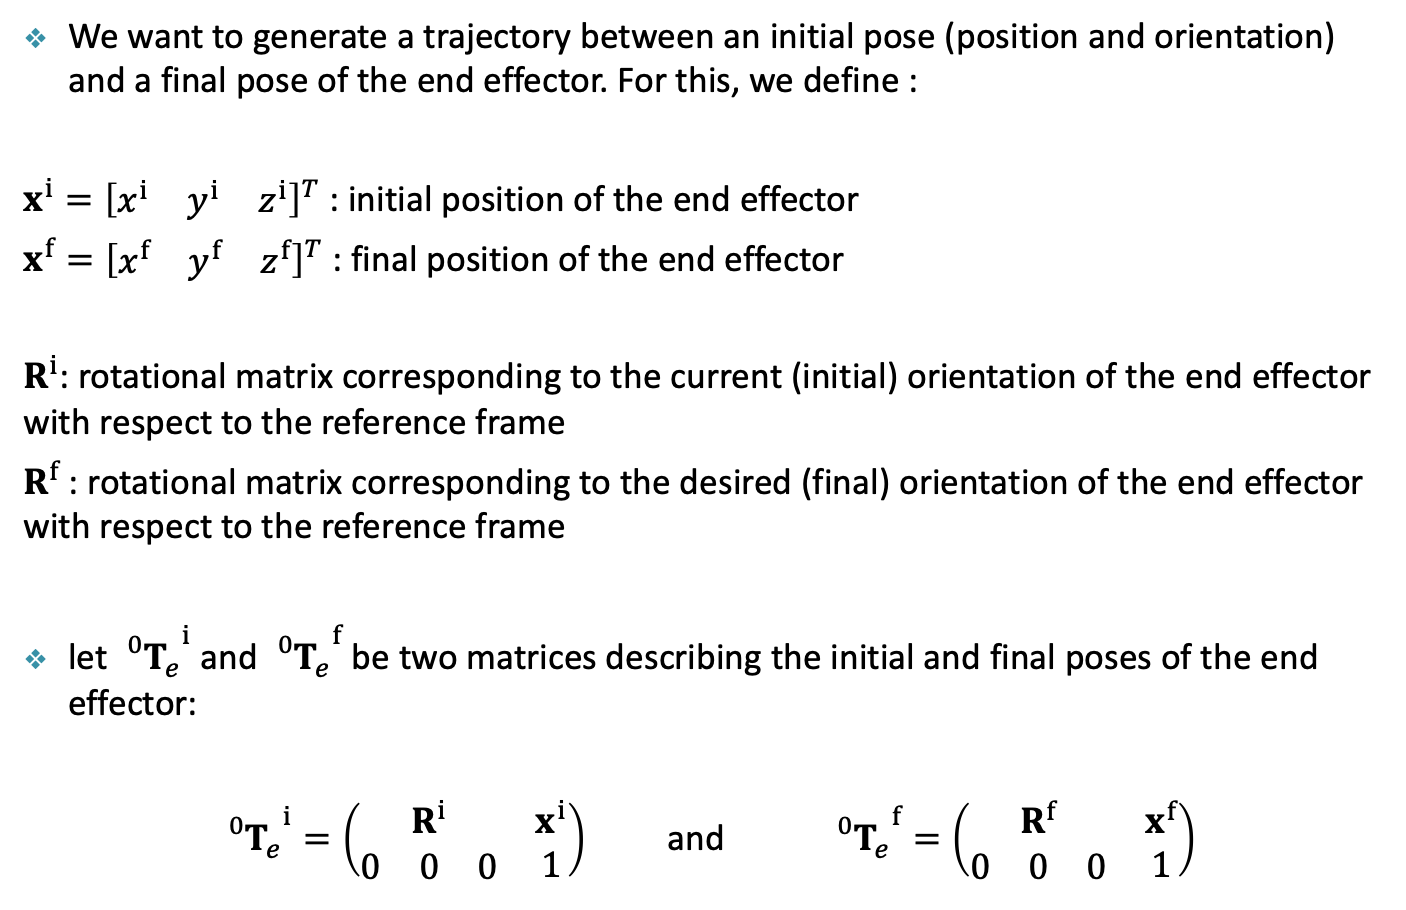 ❖ We want to generate a trajectory between an initial pose (position and orientation)
and a final pose of the end effector. For this, we define :
𝐱ⁱ = [𝑥ⁱ 𝑦ⁱ 𝑧ⁱ]ᵀ : initial position of the end effector
𝐱ᶠ = [𝑥ᶠ 𝑦ᶠ 𝑧ᶠ]ᵀ : final position of the end effector
𝐑ⁱ: rotational matrix corresponding to the current (initial) orientation of the end effector
with respect to the reference frame
𝐑ᶠ : rotational matrix corresponding to the desired (final) orientation of the end effector
with respect to the reference frame
❖ let ⁰𝐓ₑⁱ and ⁰𝐓ₑᶠ be two matrices describing the initial and final poses of the end
effector:
⁰𝐓ₑⁱ = ( 𝐑ⁱ 𝐱ⁱ ; 0 0 0 1 ) and ⁰𝐓ₑᶠ = ( 𝐑ᶠ 𝐱ᶠ ; 0 0 0 1 )